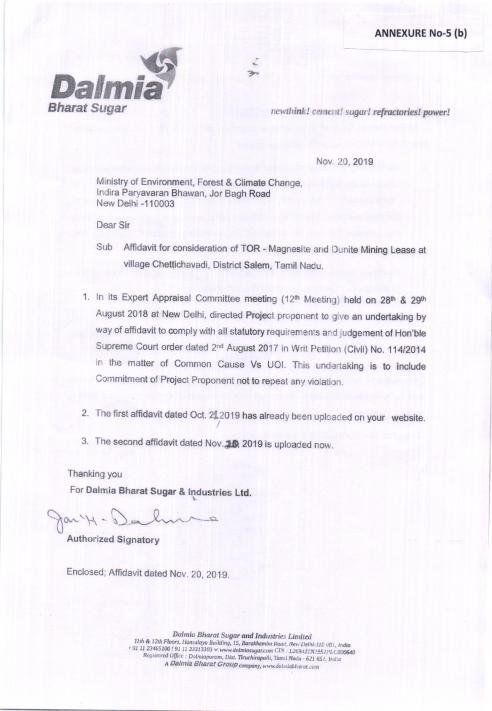 ANNEXURE No-5 (b)
Dalmia
Bharat Sugar
newthink! cement! sugar! refractories! power!
Nov. 20, 2019
Ministry of Environment, Forest & Climate Change,
Indira Paryavaran Bhawan, Jor Bagh Road
New Delhi -110003
Dear Sir
Sub Affidavit for consideration of TOR - Magnesite and Dunite Mining Lease at
village Chettichavadi, District Salem, Tamil Nadu.
1. In its Expert Appraisal Committee meeting (12th Meeting) held on 28th & 29th
August 2018 at New Delhi, directed Project proponent to give an undertaking by
way of affidavit to comply with all statutory requirements and judgement of Hon'ble
Supreme Court order dated 2nd August 2017 in Writ Petition (Civil) No. 114/2014
in the matter of Common Cause Vs UOI. This undertaking is to include
Commitment of Project Proponent not to repeat any violation.
2. The first affidavit dated Oct. 2019 has already been uploaded on your website.
3. The second affidavit dated Nov. 20, 2019 is uploaded now.
Thanking you
For Dalmia Bharat Sugar & Industries Ltd.
Authorized Signatory
Enclosed; Affidavit dated Nov. 20, 2019.
Dalmia Bharat Sugar and Industries Limited
11th & 12th Floors, Hansalaya Building, 15, Barakhamba Road, New Delhi-110 001, India
91 11 23465100 91 11 23313303 w www.dalmiasugar.com CIN :
Registered Office : Dalmiapuram, Dist. Tiruchirapalli, Tamil Nadu - 621 651, India
A Dalmia Bharat Group company, www.dalmiabharat.com